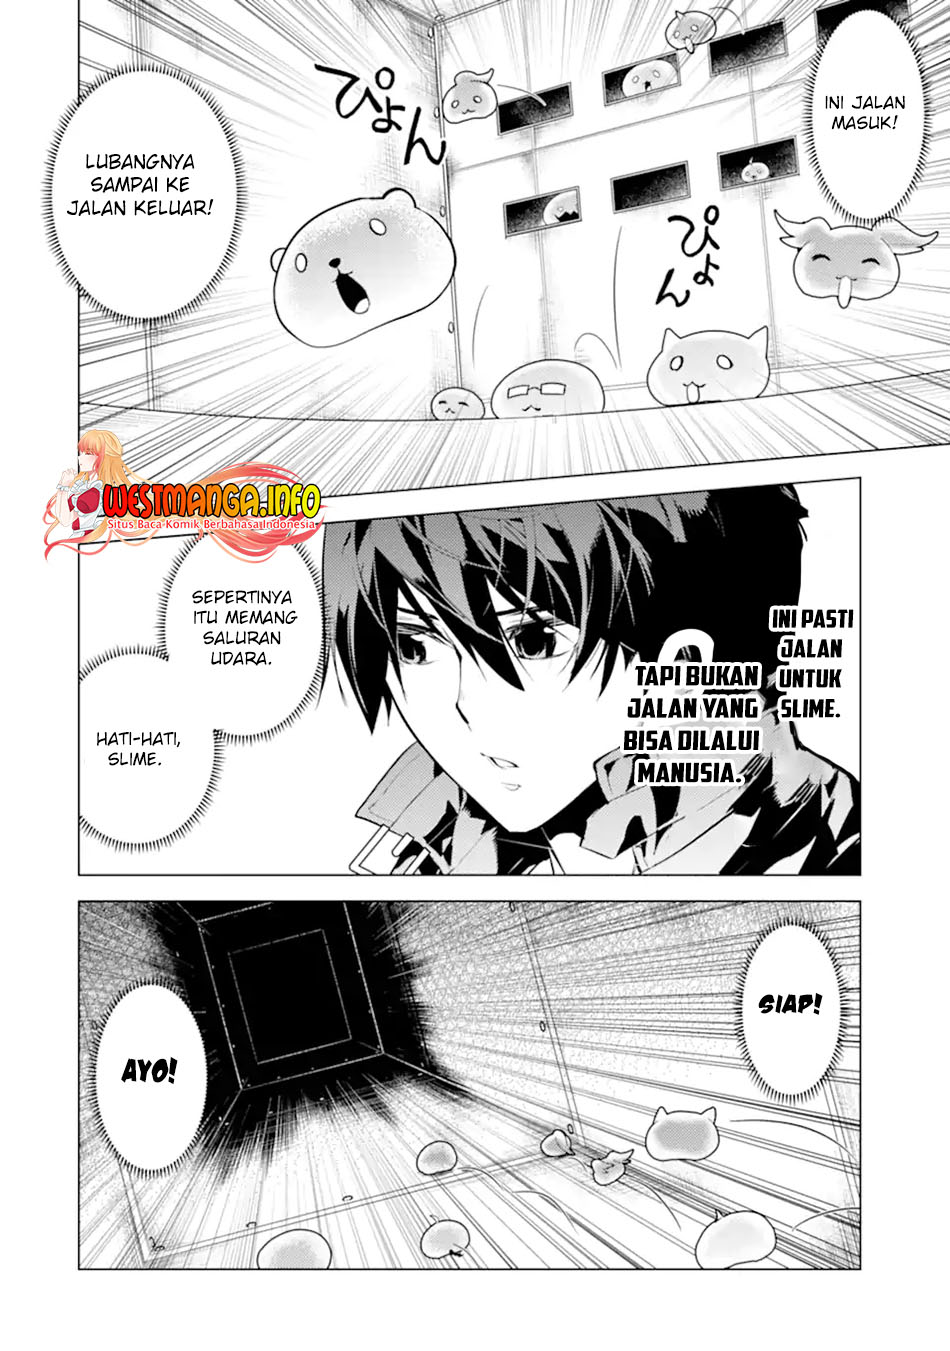 INI JALAN
MASUK!
ぴょん
LUBANGNYA
SAMPAI KE
JALAN KELUAR!
ぴょん
WESTMANGA.INFO
Situs Baca Komik Berbahasa Indonesia
INI PASTI
JALAN
UNTUK
SLIME.
TAPI BUKAN
JALAN YANG
BISA DILALUI
MANUSIA.
SEPERTINYA
ITU MEMANG
SALURAN
UDARA.
HATI-HATI,
SLIME.
SIAP!
AYO!